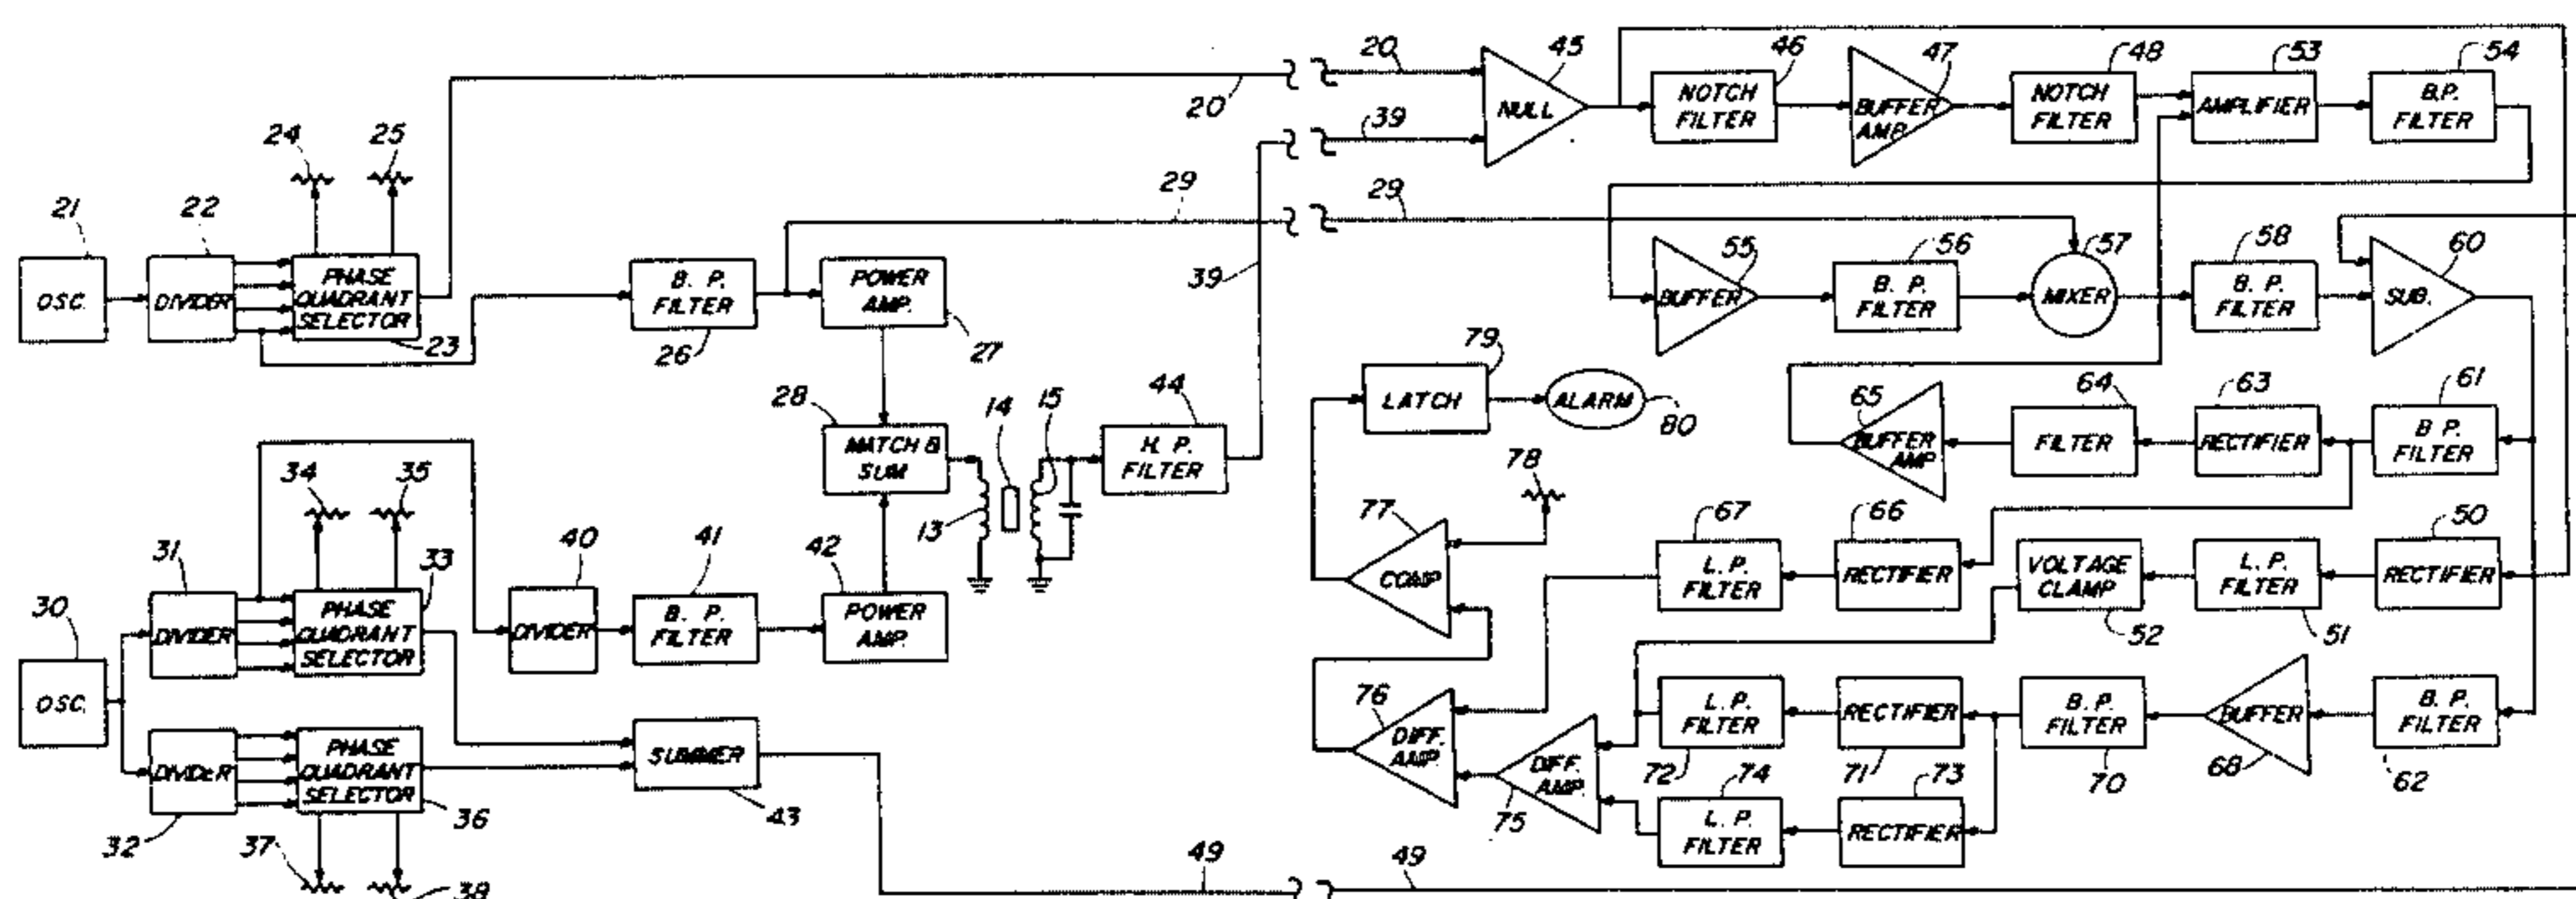 20
20
45
NULL
46
NOTCH
FILTER
47
BUFFER
AMP.
48
NOTCH
FILTER
53
AMPLIFIER
54
B.P.
FILTER
39
24
25
21
OSC.
22
DIVIDER
PHASE
QUADRANT
SELECTOR
23
29
29
B. P.
FILTER
26
POWER
AMP.
27
39
55
BUFFER
56
B. P.
FILTER
57
MIXER
58
B. P.
FILTER
60
SUB.
28
MATCH &
SUM
14
15
13
44
H. P.
FILTER
79
LATCH
ALARM
80
65
BUFFER
AMP.
64
FILTER
63
RECTIFIER
61
B P.
FILTER
34
35
31
DIVIDER
PHASE
QUADRANT
SELECTOR
33
40
DIVIDER
41
B. P.
FILTER
42
POWER
AMP.
78
77
COMP.
67
L. P.
FILTER
66
RECTIFIER
VOLTAGE
CLAMP
52
L. P.
FILTER
51
50
RECTIFIER
30
OSC.
DIVIDER
32
PHASE
QUADRANT
SELECTOR
36
37
38
SUMMER
43
76
DIFF.
AMP.
DIFF.
AMP.
75
L. P.
FILTER
72
RECTIFIER
71
B. P.
FILTER
70
BUFFER
68
B. P.
FILTER
62
74
L. P.
FILTER
73
RECTIFIER
49
49